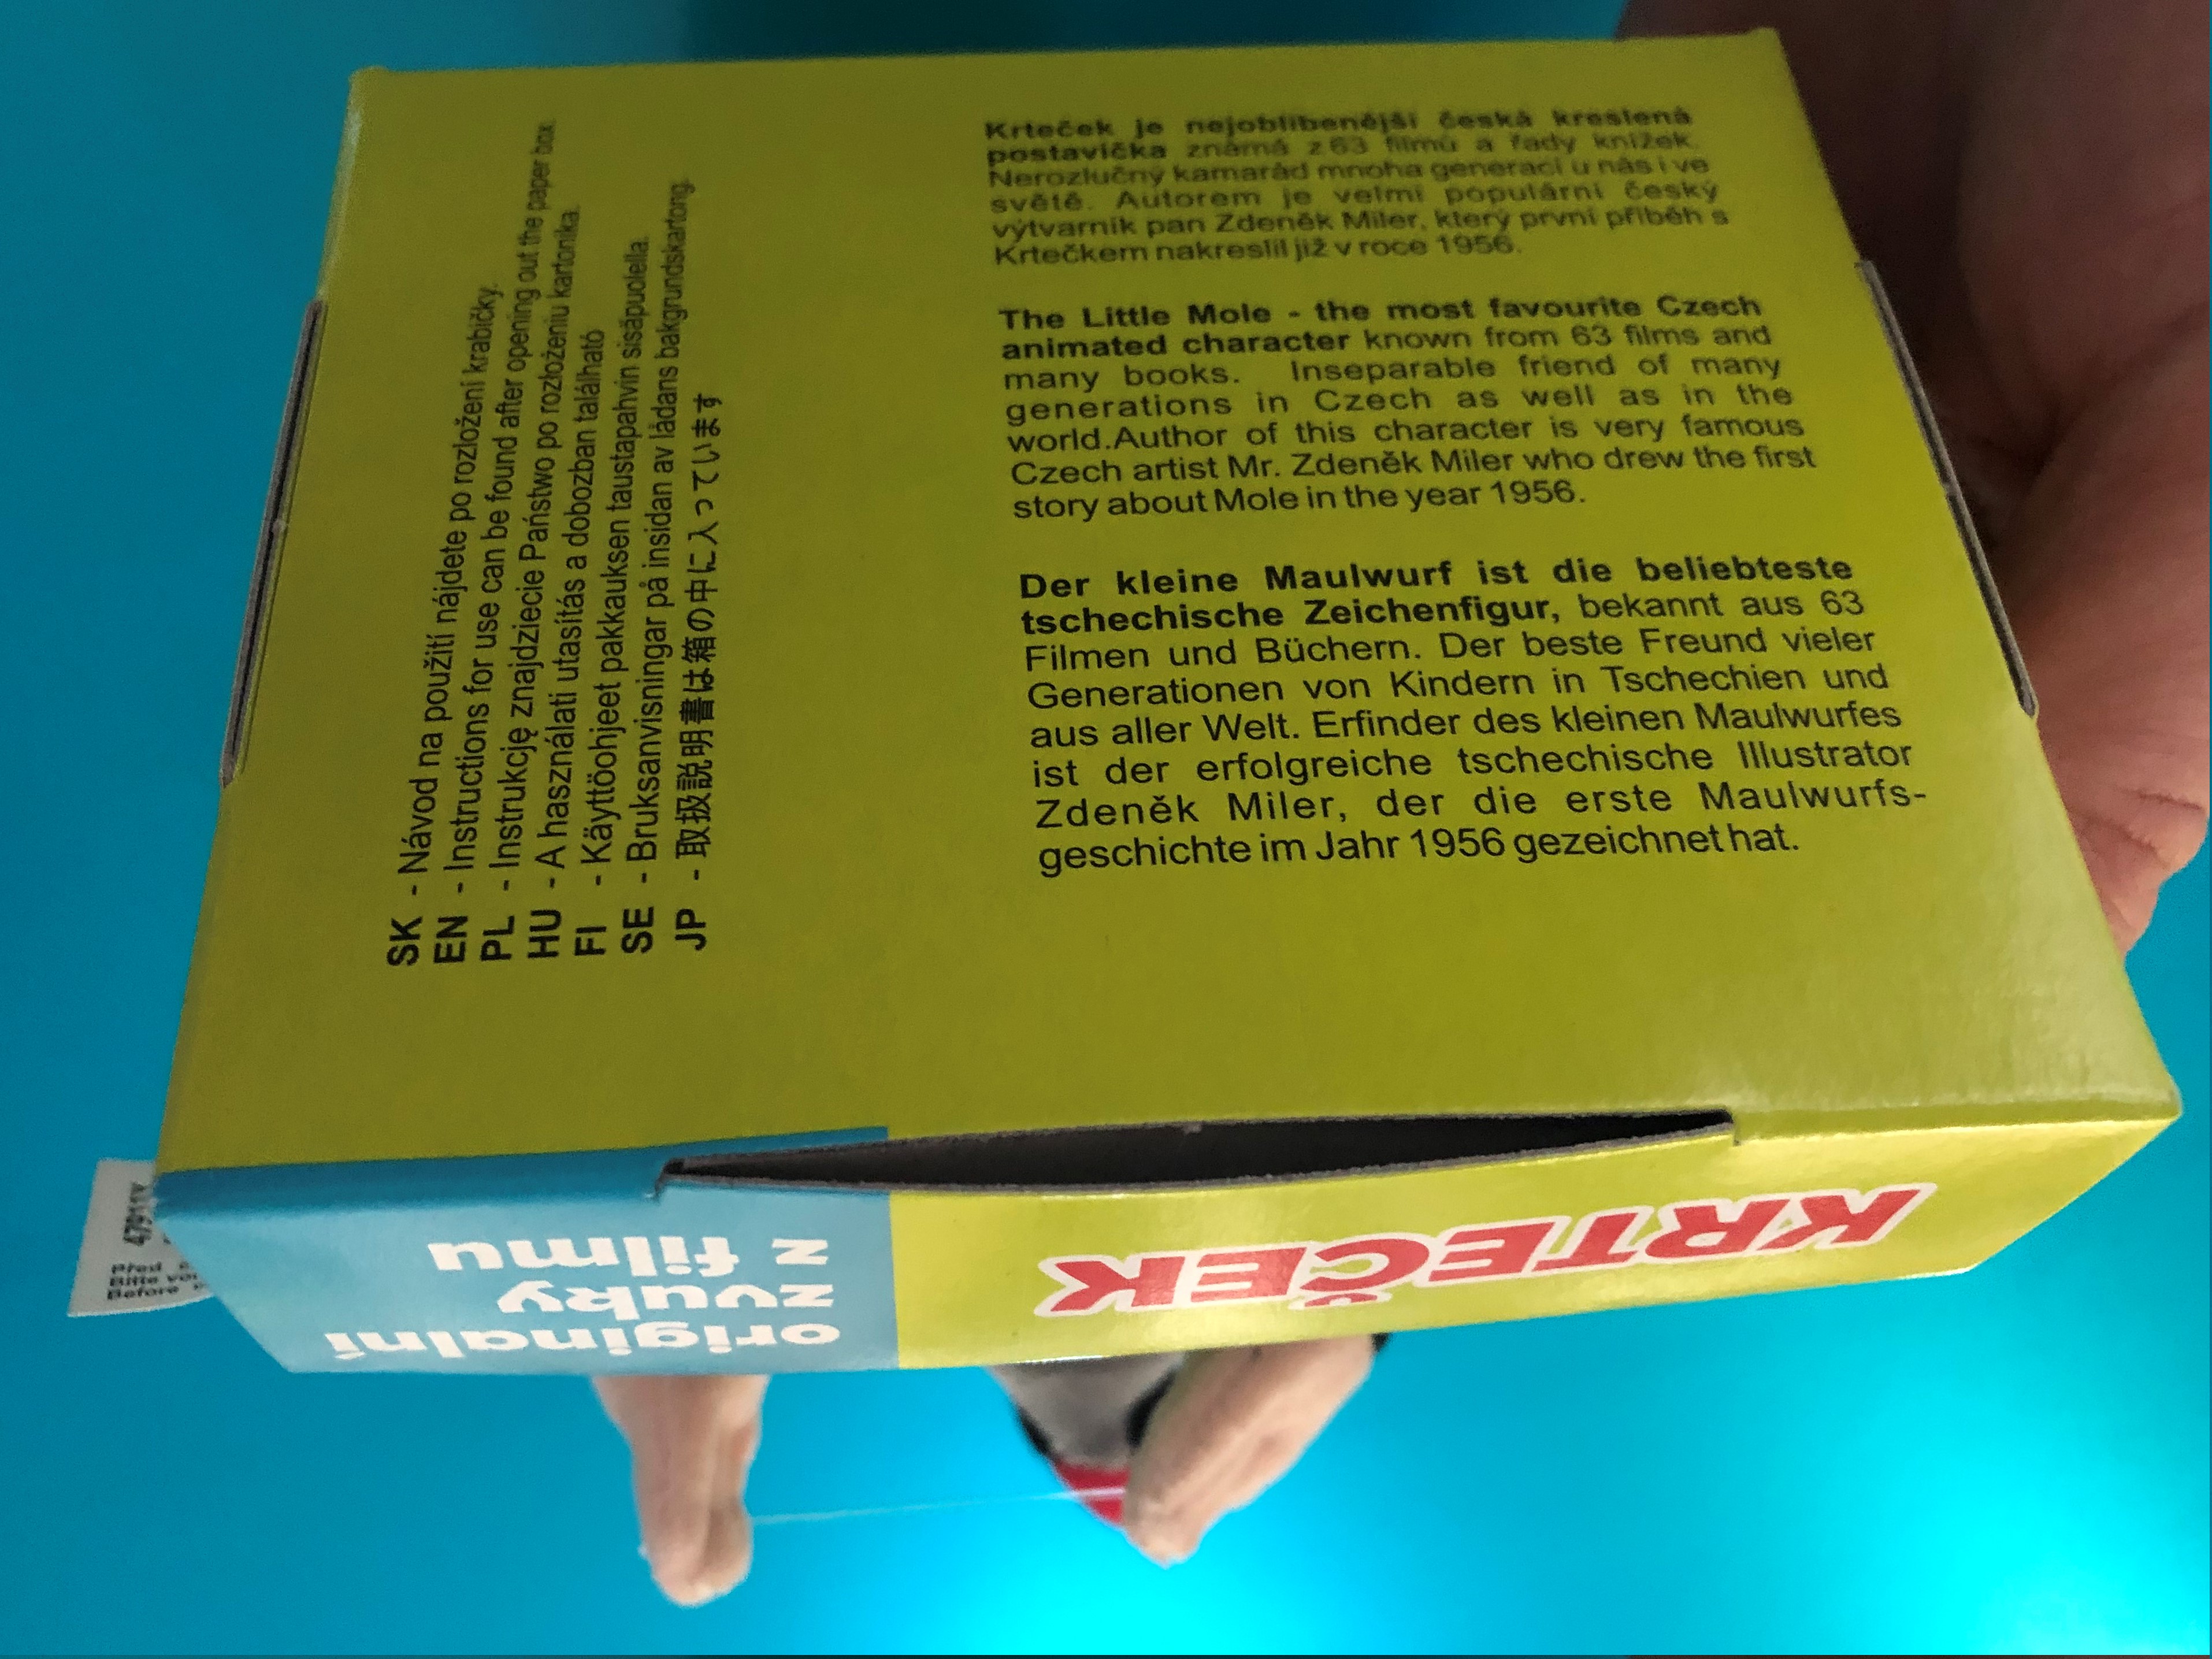 Krteček je nejoblíbenější česká kreslená
postavička známá z 63 filmů a řady knížek.
Nerozlučný kamarád mnoha generací u nás i ve
světě. Autorem je velmi populární český
výtvarník pan Zdeněk Miler, který první příběh s
Krtečkem nakreslil již v roce 1956.
The Little Mole - the most favourite Czech
animated character known from 63 films and
many books. Inseparable friend of many
generations in Czech as well as in the
world.Author of this character is very famous
Czech artist Mr. Zdeněk Miler who drew the first
story about Mole in the year 1956.
Der kleine Maulwurf ist die beliebteste
tschechische Zeichenfigur, bekannt aus 63
Filmen und Büchern. Der beste Freund vieler
Generationen von Kindern in Tschechien und
aus aller Welt. Erfinder des kleinen Maulwurfes
ist der erfolgreiche tschechische Illustrator
Zdeněk Miler, der die erste Maulwurfs-
geschichte im Jahr 1956 gezeichnet hat.
SK - Návod na použití nájdete po rozložení krabičky.
EN - Instructions for use can be found after opening out the paper box.
PL - Instrukcję znajdziecie Państwo po rozłożeniu kartonika.
HU - A használati utasítás a dobozban talàlható
FI - Käyttöohjeet pakkauksen taustapahvin sisäpuolella.
SE - Bruksanvisningar på insidan av lådans bakgrundskartong.
JP - 取扱説明書は箱の中に入っています
KRTEČEK
originální
zvuky
z filmu
47911Y
Před
Bitte
Before